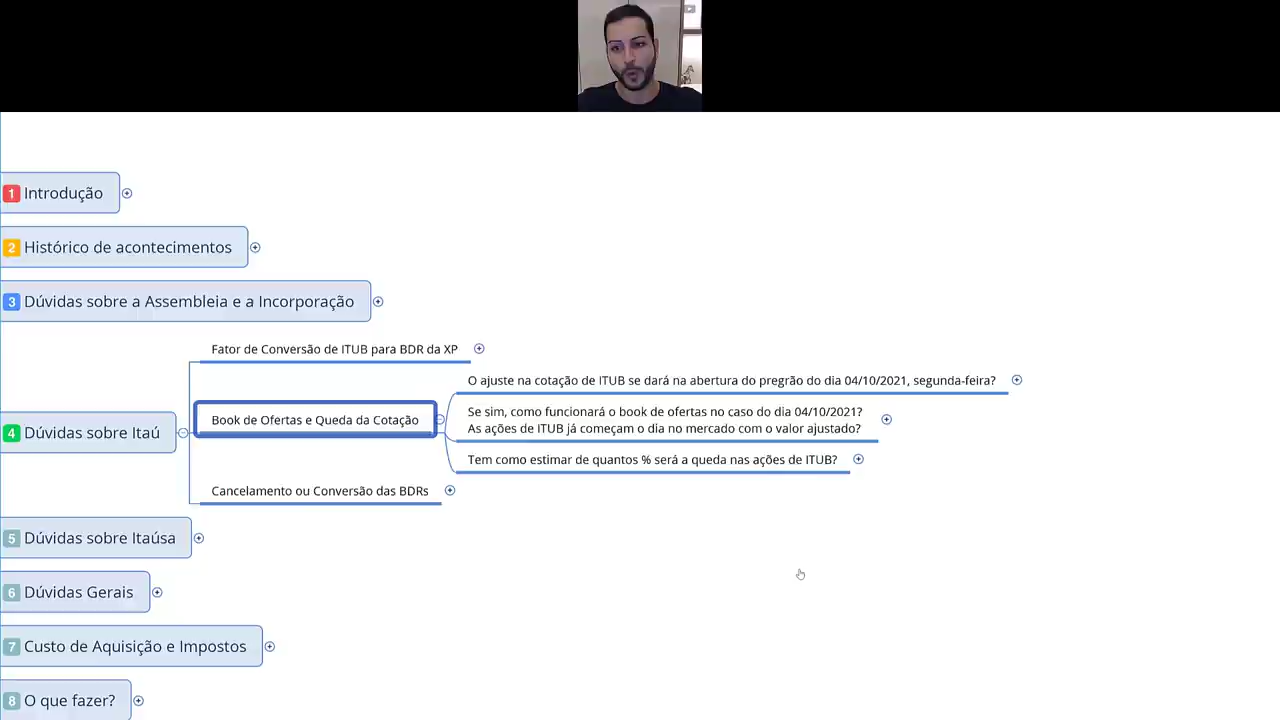 1 Introdução
2 Histórico de acontecimentos
3 Dúvidas sobre a Assembleia e a Incorporação
Fator de Conversão de ITUB para BDR da XP
O ajuste na cotação de ITUB se dará na abertura do pregão do dia 04/10/2021, segunda-feira?
Book de Ofertas e Queda da Cotação
Se sim, como funcionará o book de ofertas no caso do dia 04/10/2021?
As ações de ITUB já começam o dia no mercado com o valor ajustado?
4 Dúvidas sobre Itaú
Tem como estimar de quantos % será a queda nas ações de ITUB?
Cancelamento ou Conversão das BDRs
5 Dúvidas sobre Itaúsa
6 Dúvidas Gerais
7 Custo de Aquisição e Impostos
8 O que fazer?